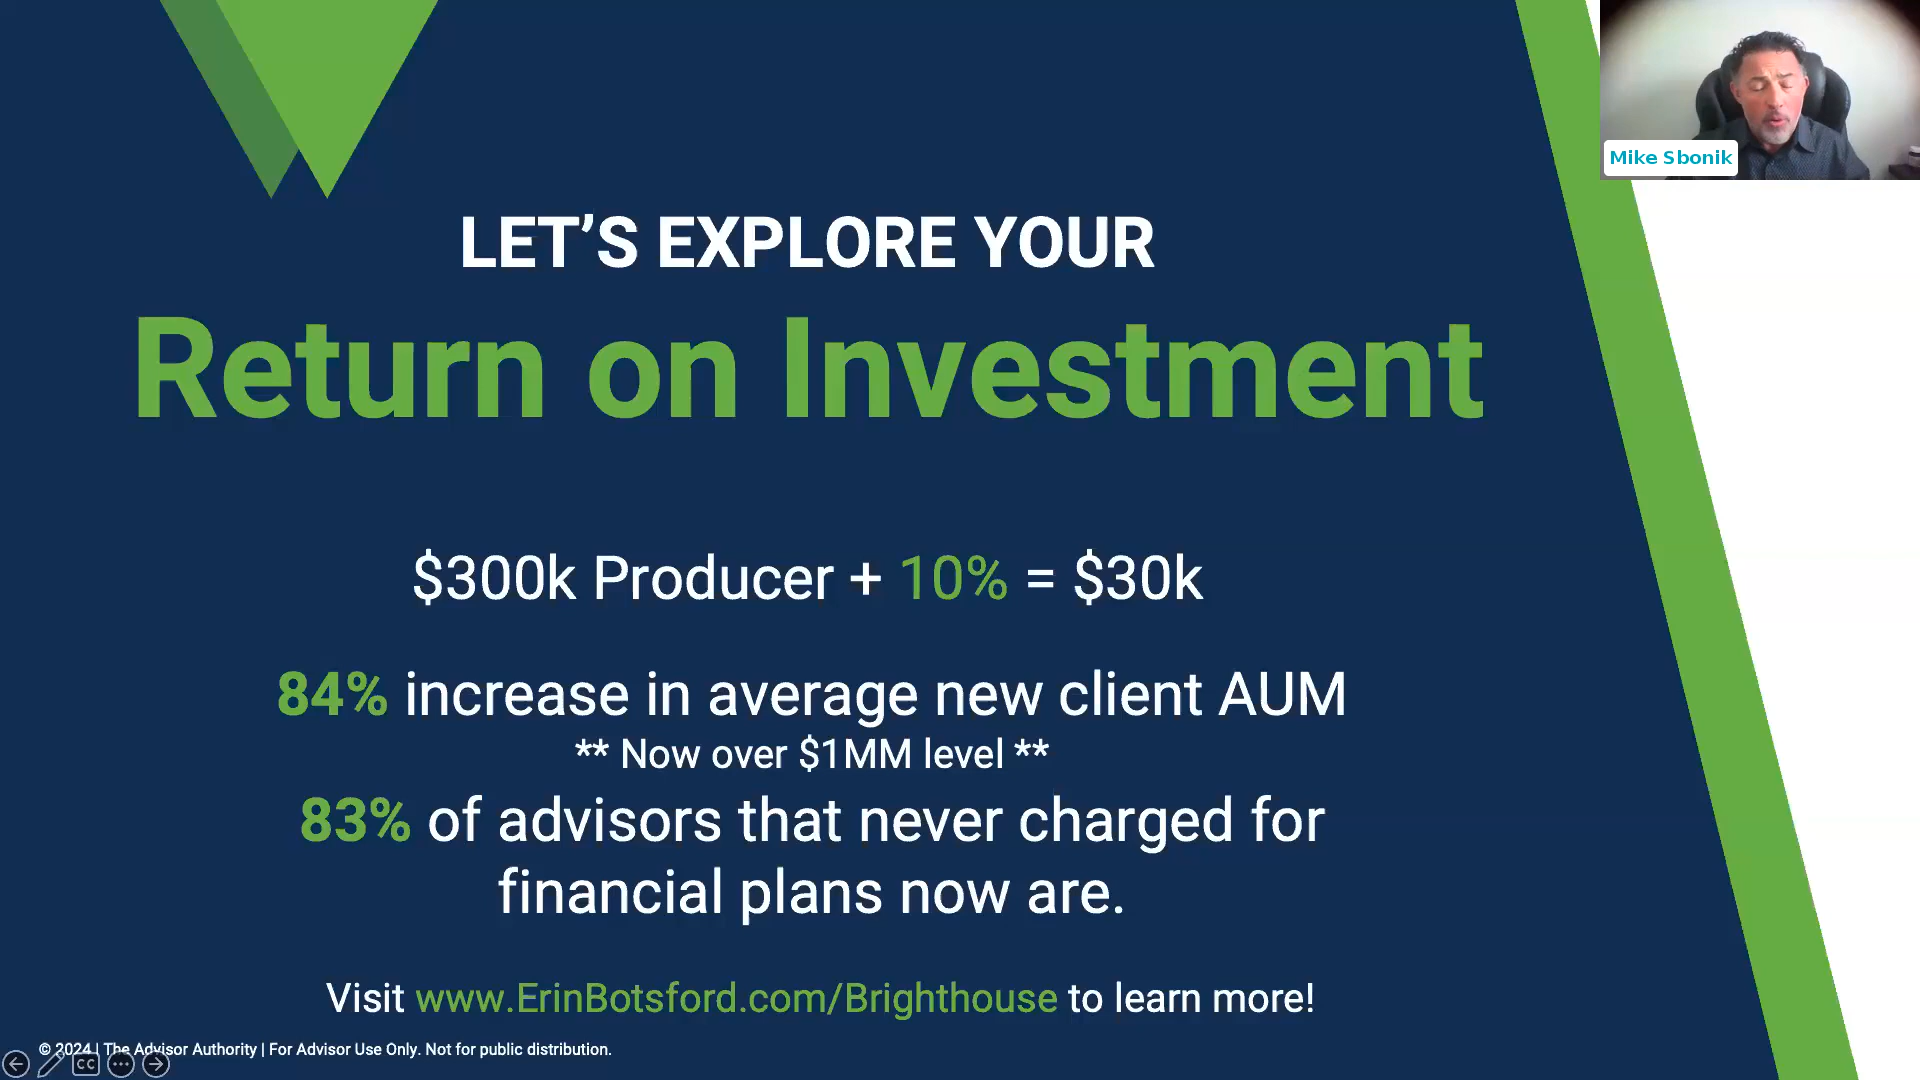 Mike Sbonik
LET’S EXPLORE YOUR
Return on Investment
$300k Producer + 10% = $30k
84% increase in average new client AUM
** Now over $1MM level **
83% of advisors that never charged for
financial plans now are.
Visit www.ErinBotsford.com/Brighthouse to learn more!
© 2024 | The Advisor Authority | For Advisor Use Only. Not for public distribution.
CC